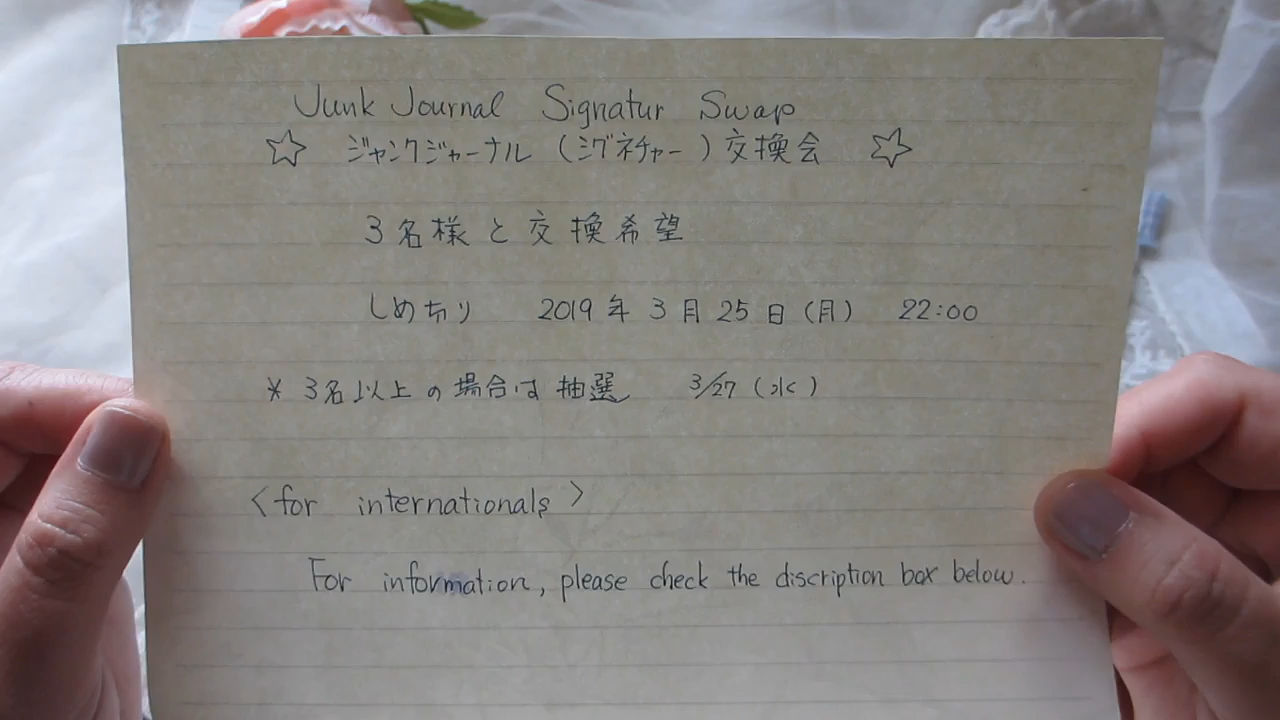 Junk Journal Signatur Swap
☆ ジャンクジャーナル (シグネチャー) 交換会 ☆
3名様と交換希望
しめきり 2019年3月25日(月) 22:00
* 3名以上の場合は抽選 3/27 (水)
<for internationals>
For information, please check the discription box below.